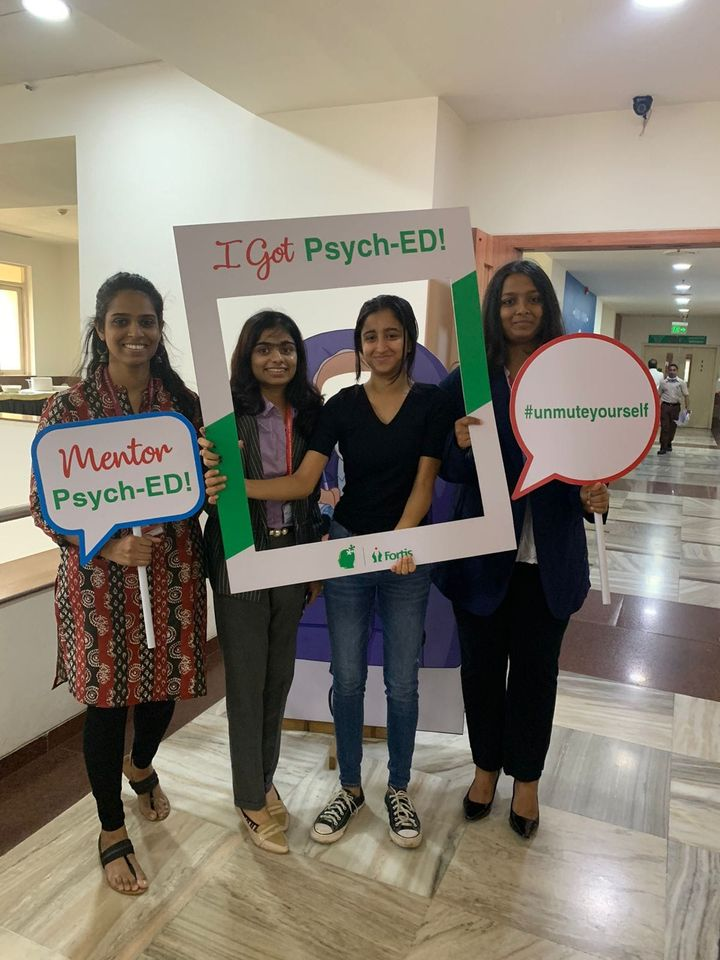 I Got Psych-ED!
Mentor
Psych-ED!
#unmuteyourself
Fortis